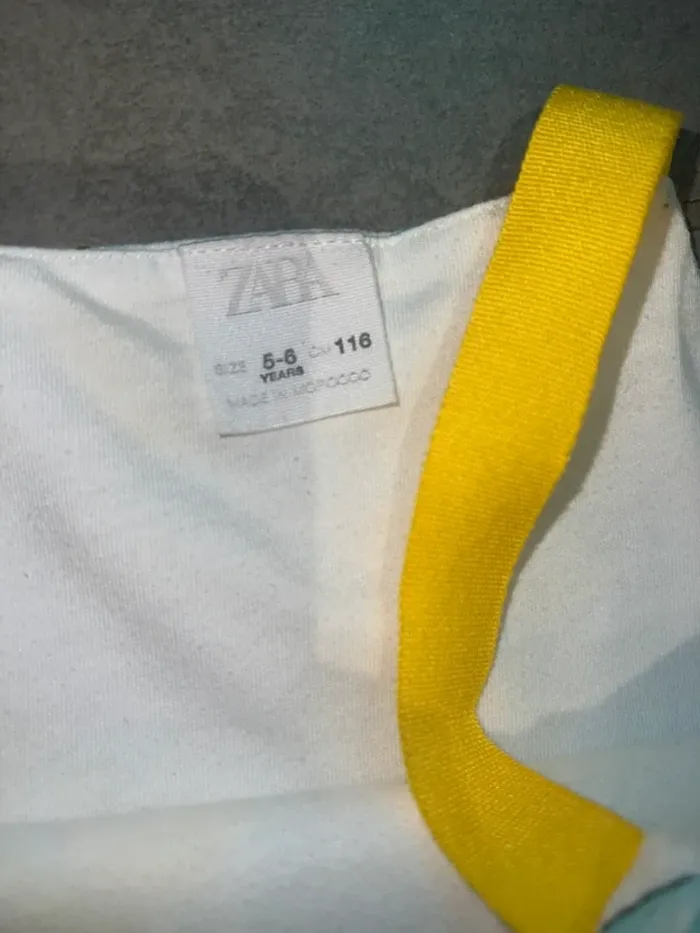 ZARA
SIZE 5-6 CM 116
YEARS
MADE IN MOROCCO